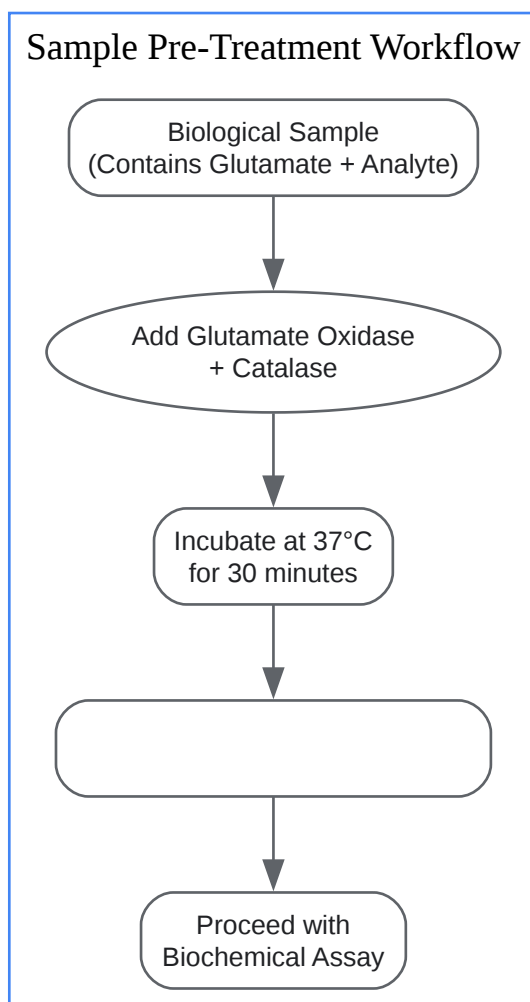 Sample Pre-Treatment Workflow
Biological Sample
(Contains Glutamate + Analyte)
Add Glutamate Oxidase
+ Catalase
Incubate at 37°C
for 30 minutes
Proceed with
Biochemical Assay